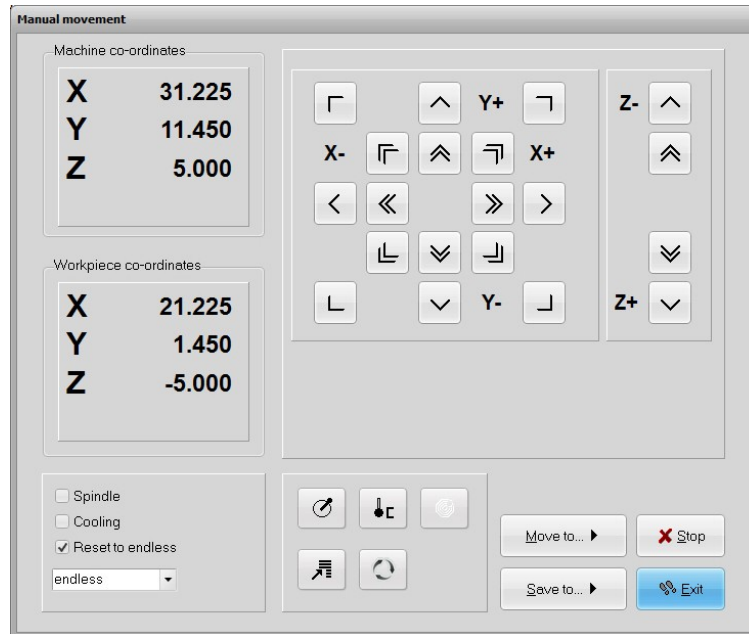 Manual movement
Machine co-ordinates
X 31.225
Y 11.450
Z 5.000
Y+
Z-
X- X+
Y-
Z+
Workpiece co-ordinates
X 21.225
Y 1.450
Z -5.000
Spindle
Cooling
Reset to endless
endless
C
Move to...
Stop
Save to...
Exit